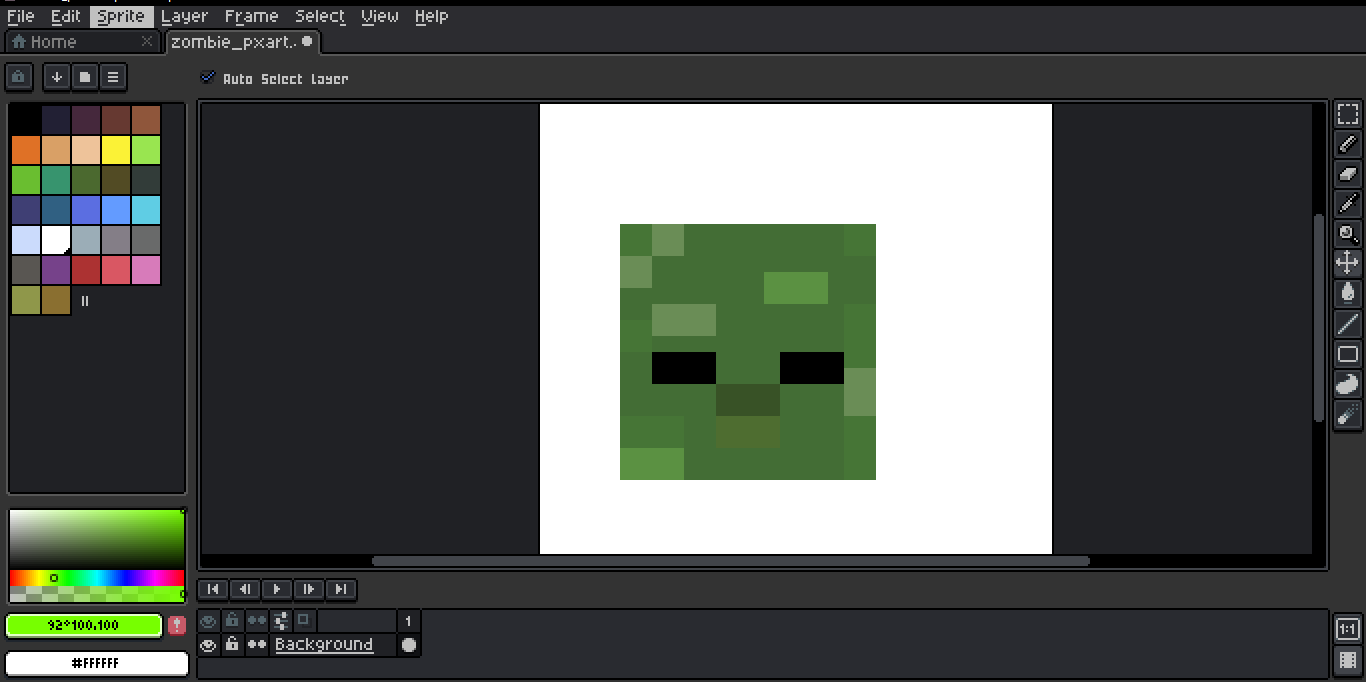 File Edit Sprite Layer Frame Select View Help
Home zombie_pxart..
Auto Select Layer
92°100,100
#FFFFFF
1
Background
1:1